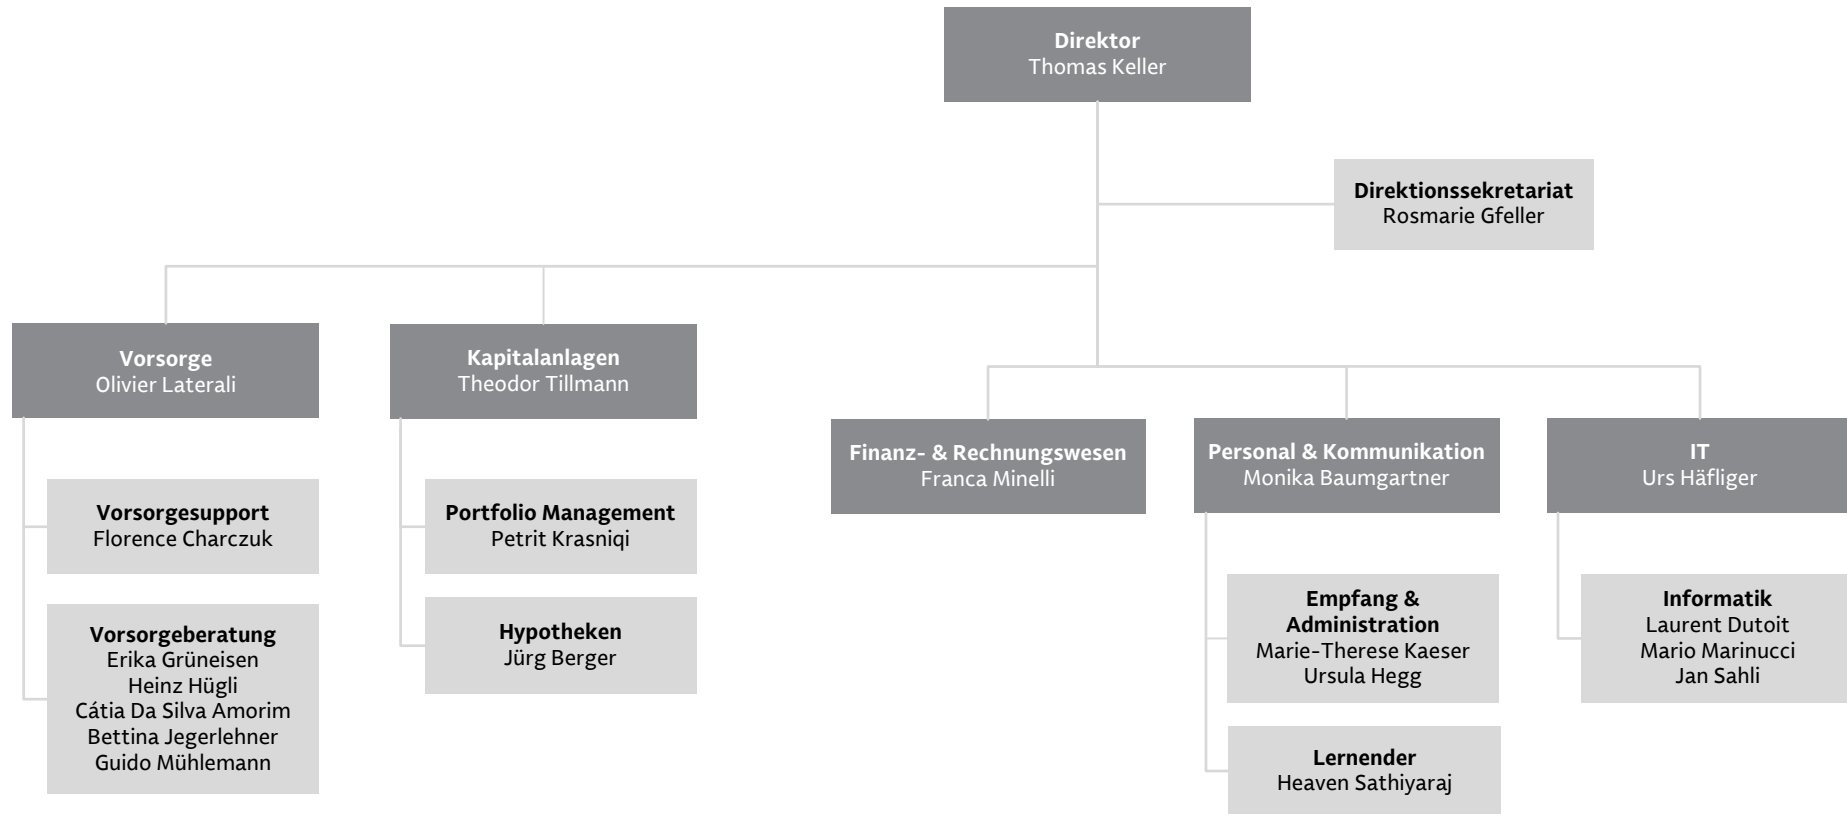 Direktor
Thomas Keller
Direktionssekretariat
Rosmarie Gfeller
Vorsorge
Olivier Laterali
Kapitalanlagen
Theodor Tillmann
Finanz- & Rechnungswesen
Franca Minelli
Personal & Kommunikation
Monika Baumgartner
IT
Urs Häfliger
Vorsorgesupport
Florence Charczuk
Vorsorgeberatung
Erika Grüneisen
Heinz Hügli
Cátia Da Silva Amorim
Bettina Jegerlehner
Guido Mühlemann
Portfolio Management
Petrit Krasniqi
Hypotheken
Jürg Berger
Empfang &
Administration
Marie-Therese Kaeser
Ursula Hegg
Lernender
Heaven Sathiyaraj
Informatik
Laurent Dutoit
Mario Marinucci
Jan Sahli